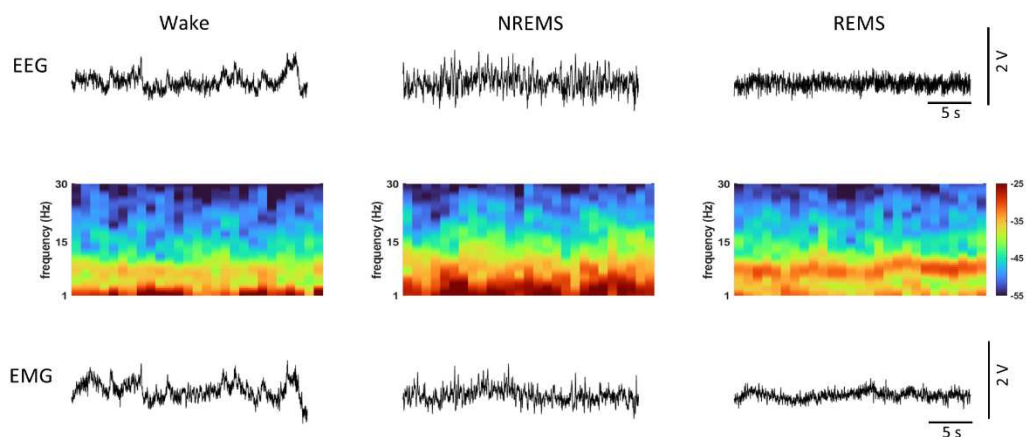 Wake NREMS REMS
EEG
2 V
5 s
30
15
1
frequency (Hz)
30
15
1
frequency (Hz)
30
15
1
frequency (Hz)
-25
-35
-45
-55
EMG
2 V
5 s